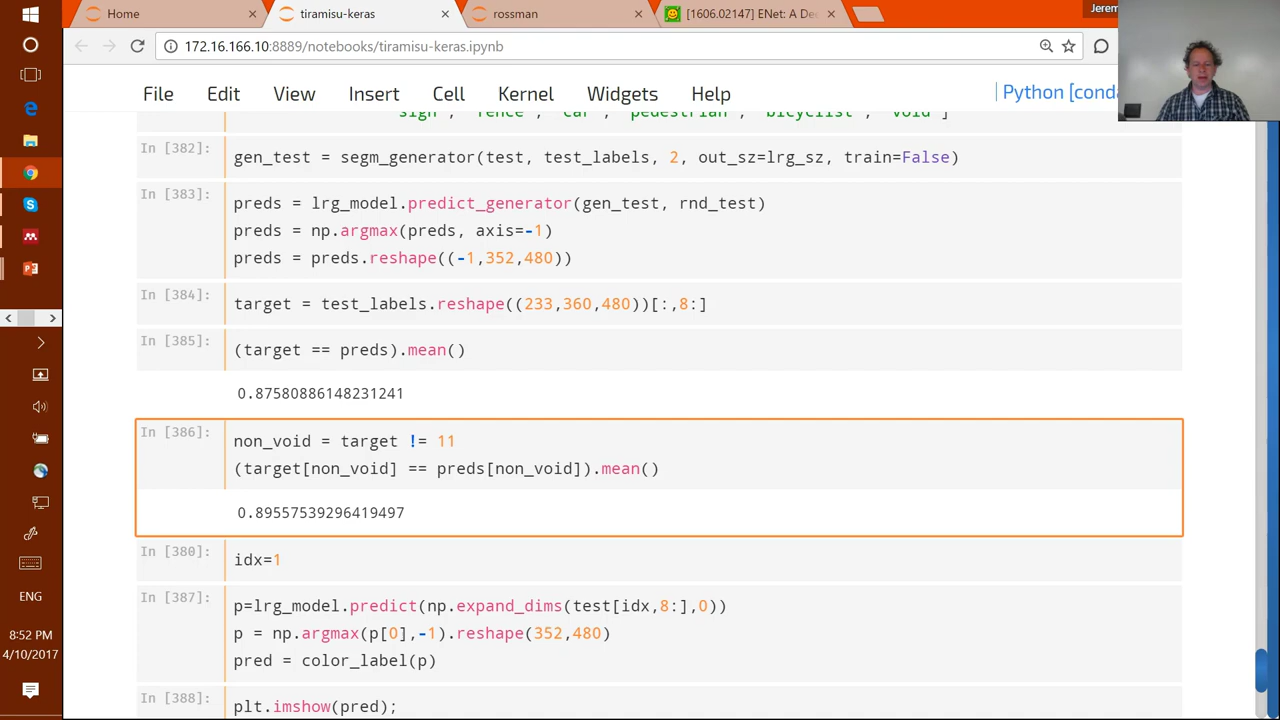 Home
tiramisu-keras
rossman
[1606.02147] ENet: A De
Jerem
172.16.166.10:8889/notebooks/tiramisu-keras.ipynb
File Edit View Insert Cell Kernel Widgets Help
Python [conda
"sign", "fence", "car", "pedestrian", "bicyclist", "void"]
In [382]: gen_test = segm_generator(test, test_labels, 2, out_sz=lrg_sz, train=False)
In [383]: preds = lrg_model.predict_generator(gen_test, rnd_test)
preds = np.argmax(preds, axis=-1)
preds = preds.reshape((-1,352,480))
In [384]: target = test_labels.reshape((233,360,480))[:,8:]
In [385]: (target == preds).mean()
0.87580886148231241
In [386]: non_void = target != 11
(target[non_void] == preds[non_void]).mean()
0.89557539296419497
In [380]: idx=1
In [387]: p=lrg_model.predict(np.expand_dims(test[idx,8:],0))
p = np.argmax(p[0],-1).reshape(352,480)
pred = color_label(p)
In [388]: plt.imshow(pred);
ENG
8:52 PM
4/10/2017